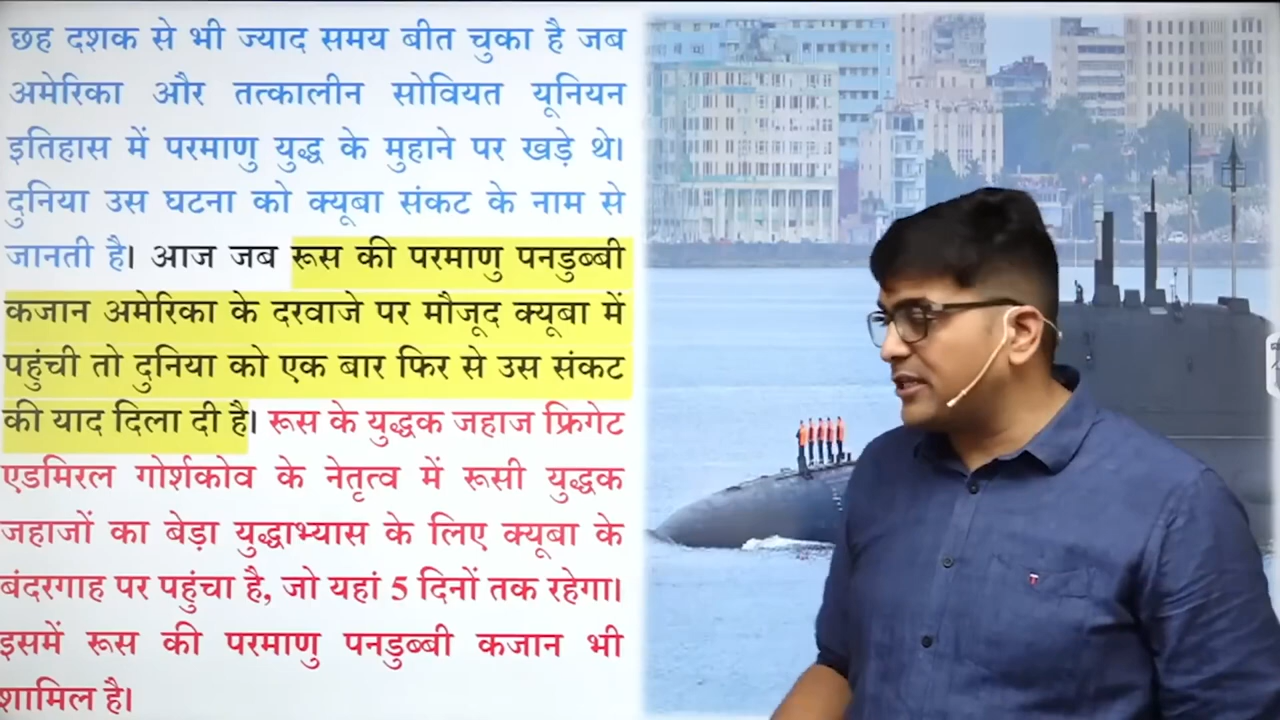 छह दशक से भी ज्याद समय बीत चुका है जब
अमेरिका और तत्कालीन सोवियत यूनियन
इतिहास में परमाणु युद्ध के मुहाने पर खड़े थे।
दुनिया उस घटना को क्यूबा संकट के नाम से
जानती है। आज जब रूस की परमाणु पनडुब्बी
कजान अमेरिका के दरवाजे पर मौजूद क्यूबा में
पहुंची तो दुनिया को एक बार फिर से उस संकट
की याद दिला दी है। रूस के युद्धक जहाज फ्रिगेट
एडमिरल गोर्शकोव के नेतृत्व में रूसी युद्धक
जहाजों का बेड़ा युद्धाभ्यास के लिए क्यूबा के
बंदरगाह पर पहुंचा है, जो यहां 5 दिनों तक रहेगा।
इसमें रूस की परमाणु पनडुब्बी कजान भी
शामिल है।